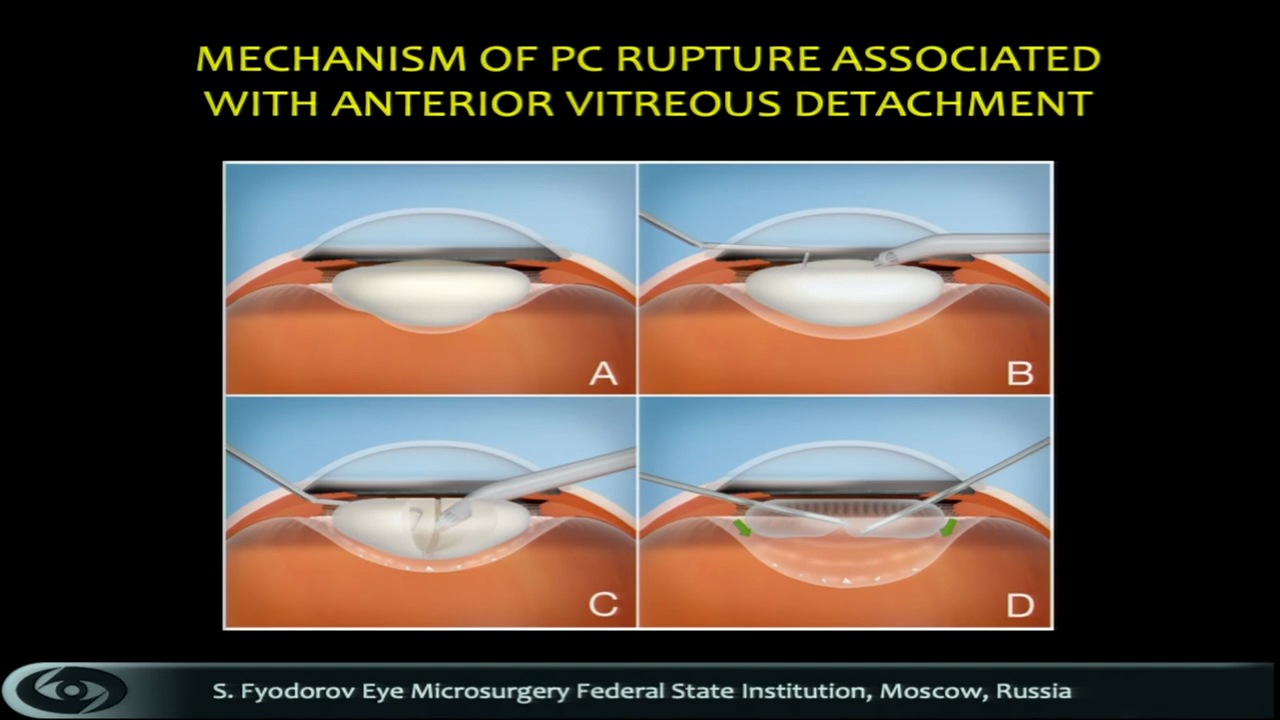 MECHANISM OF PC RUPTURE ASSOCIATED
WITH ANTERIOR VITREOUS DETACHMENT
A
B
C
D
S. Fyodorov Eye Microsurgery Federal State Institution, Moscow, Russia